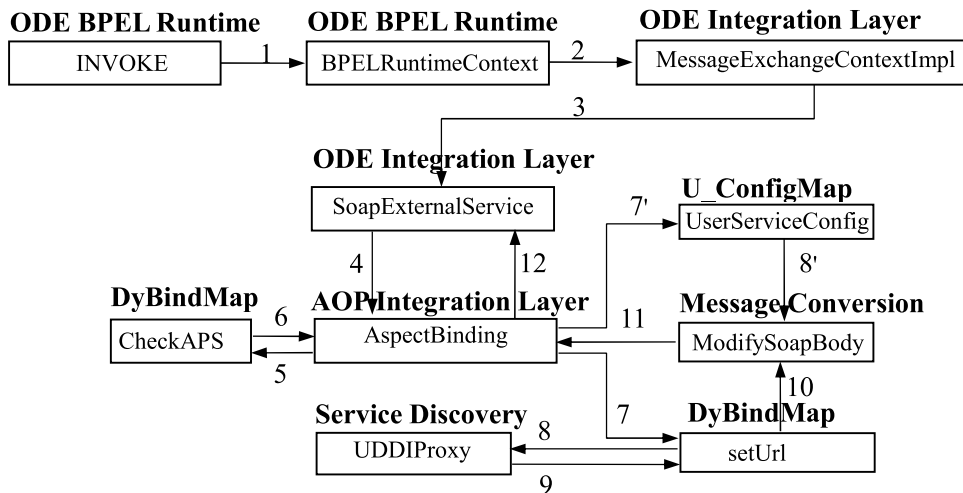 ODE BPEL Runtime
ODE BPEL Runtime
ODE Integration Layer
INVOKE
1
BPELRuntimeContext
2
MessageExchangeContextImpl
3
ODE Integration Layer
SoapExternalService
U_ConfigMap
UserServiceConfig
7'
4
12
8'
DyBindMap
AOP Integration Layer
Message Conversion
CheckAPS
6
5
AspectBinding
11
ModifySoapBody
10
7
Service Discovery
DyBindMap
UDDIProxy
8
9
setUrl